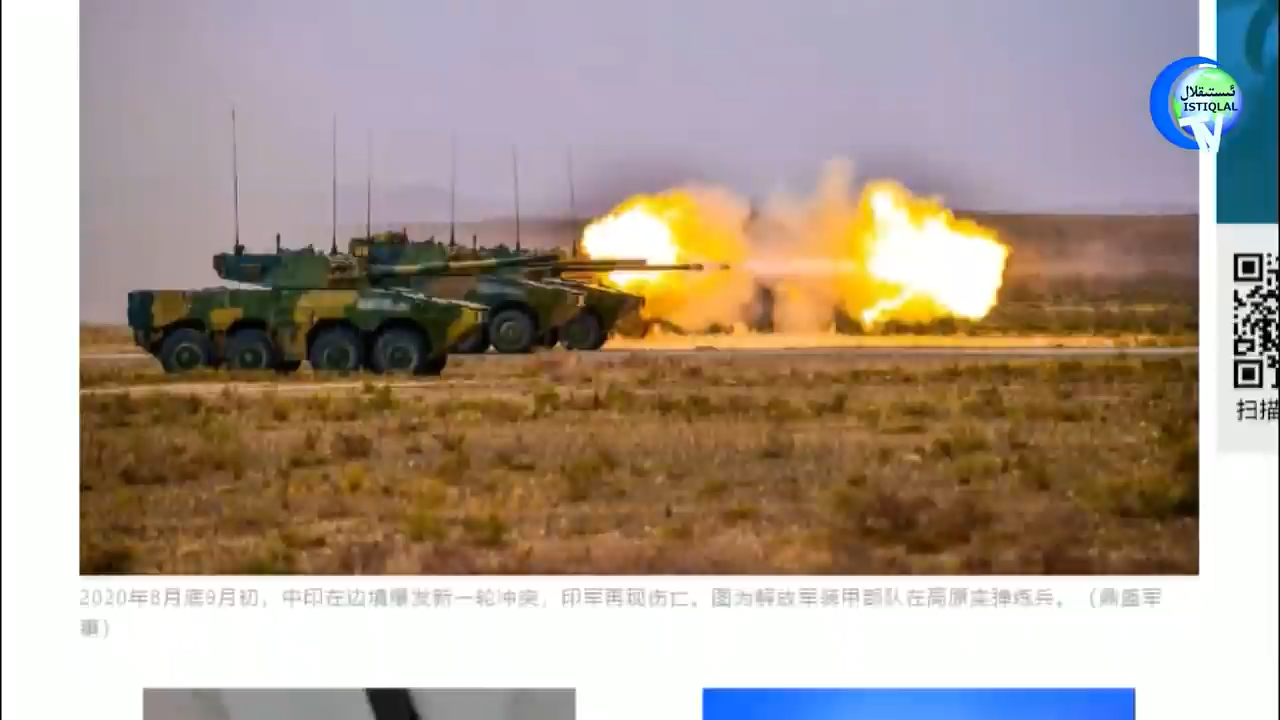 ئىستىقلال
ISTIQLAL
TV
扫描
2020年8月底9月初，中印在边境爆发新一轮冲突，印军再现伤亡。图为解放军装甲部队在高原实弹练兵。（鼎盛军
事）